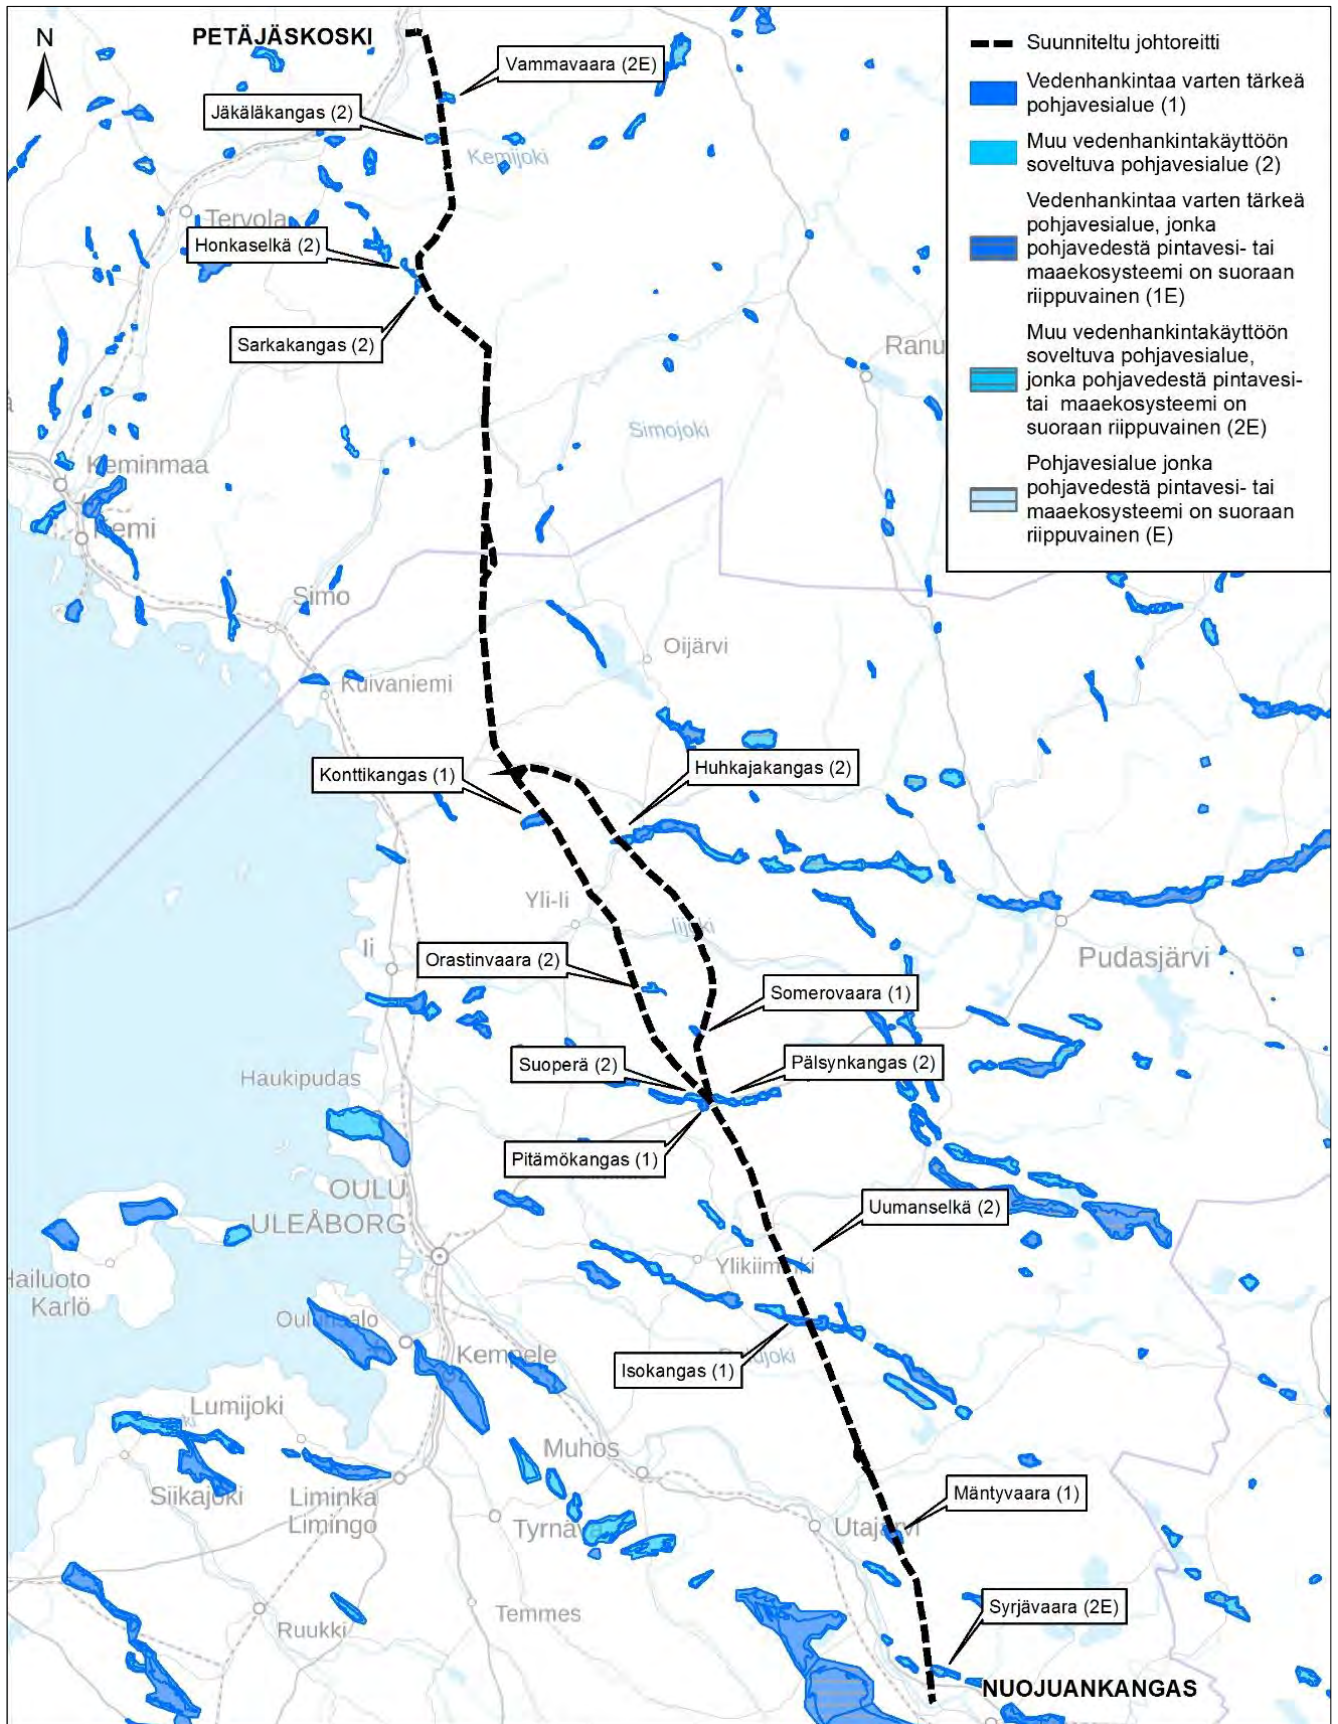 PETÄJÄSKOSKI
N
Vammavaara (2E)
Jäkäläkangas (2)
Kemijoki
Tervola
Honkaselkä (2)
Sarkakangas (2)
Ranu
Simojoki
Keminmaa
Kemi
Simo
Oijärvi
Kuivaniemi
Konttikangas (1)
Huhkajakangas (2)
Yli-Ii
Iijoki
Ii
Orastinvaara (2)
Pudasjärvi
Somerovaara (1)
Suoperä (2)
Pälsynkangas (2)
Haukipudas
Pitämökangas (1)
OULU
ULEÅBORG
Uumanselkä (2)
Ylikiiminki
Hailuoto
Karlö
Oulunsalo
Kempele
Isokangas (1)
Lumijoki
Muhos
Siikajoki
Liminka
Limingo
Mäntyvaara (1)
Tyrnävä
Utajärvi
Temmes
Ruukki
Syrjävaara (2E)
NUOJUANKANGAS
Suunniteltu johtoreitti
Vedenhankintaa varten tärkeä
pohjavesialue (1)
Muu vedenhankintakäyttöön
soveltuva pohjavesialue (2)
Vedenhankintaa varten tärkeä
pohjavesialue, jonka
pohjavedestä pintavesi- tai
maaekosysteemi on suoraan
riippuvainen (1E)
Muu vedenhankintakäyttöön
soveltuva pohjavesialue,
jonka pohjavedestä pintavesi-
tai maaekosysteemi on
suoraan riippuvainen (2E)
Pohjavesialue jonka
pohjavedestä pintavesi- tai
maaekosysteemi on suoraan
riippuvainen (E)